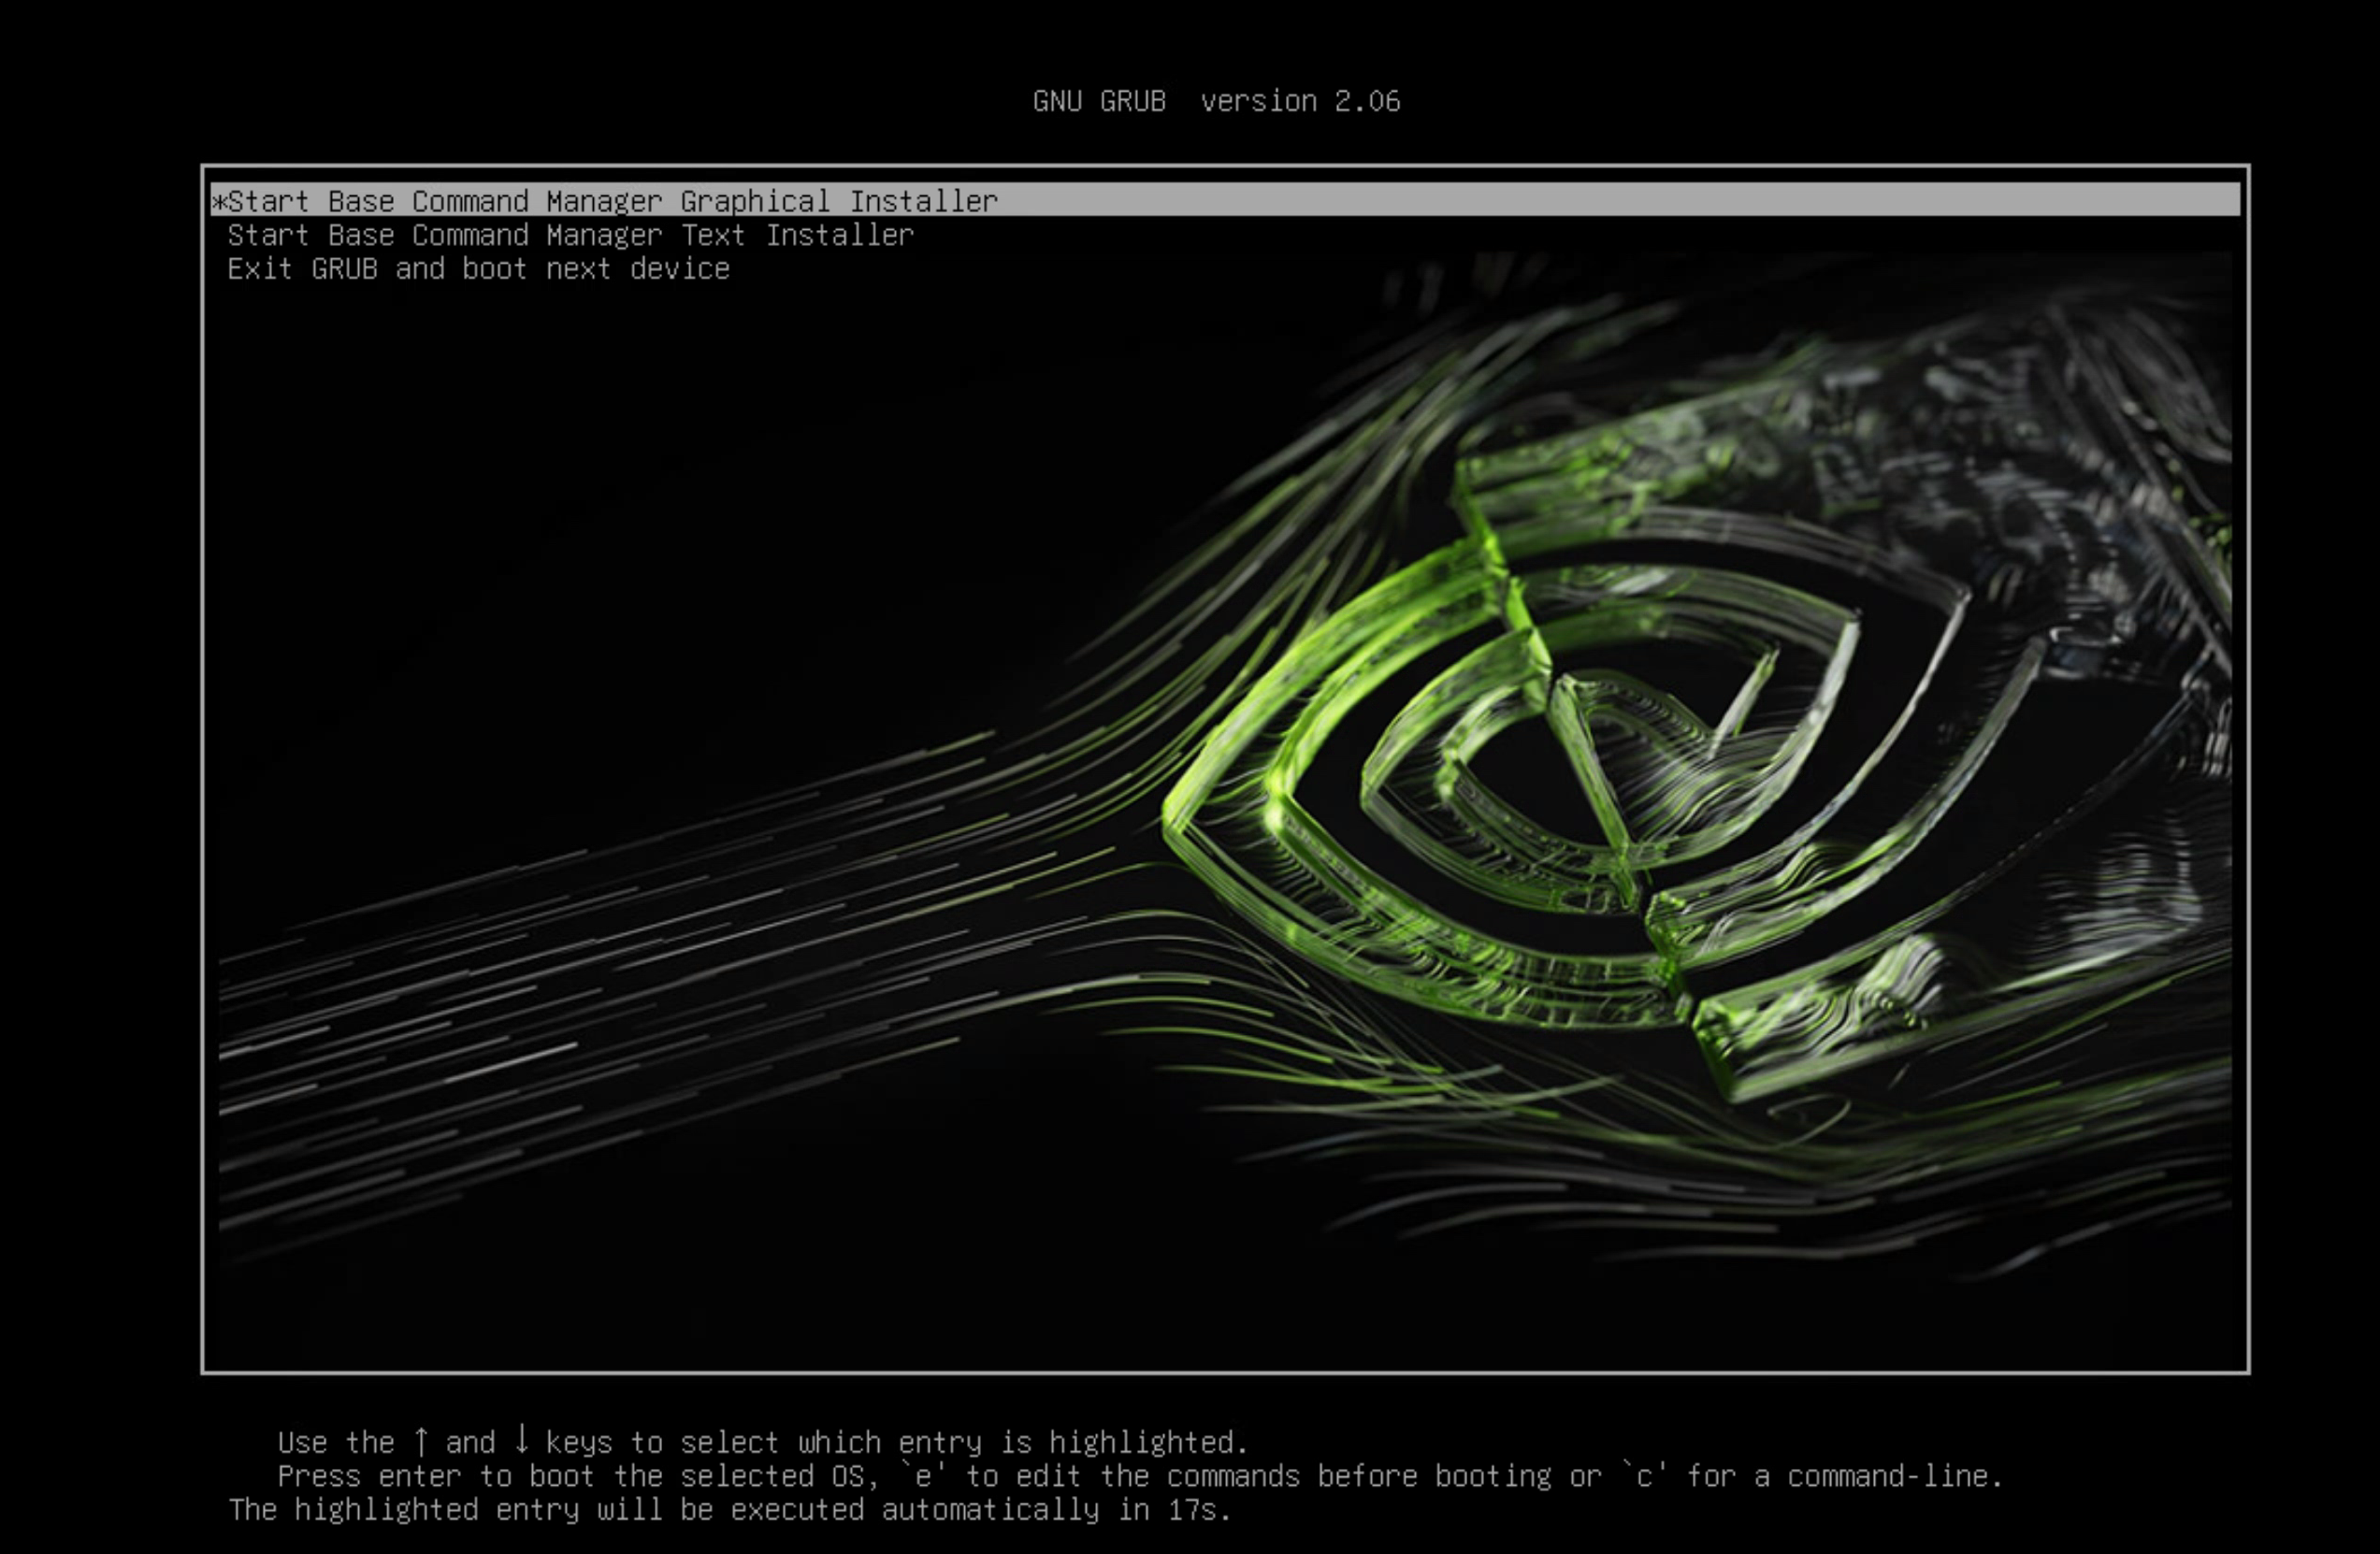 GNU GRUB  version 2.06
*Start Base Command Manager Graphical Installer
Start Base Command Manager Text Installer
Exit GRUB and boot next device
Use the ↑ and ↓ keys to select which entry is highlighted.
Press enter to boot the selected OS, `e' to edit the commands before booting or `c' for a command-line.
The highlighted entry will be executed automatically in 17s.